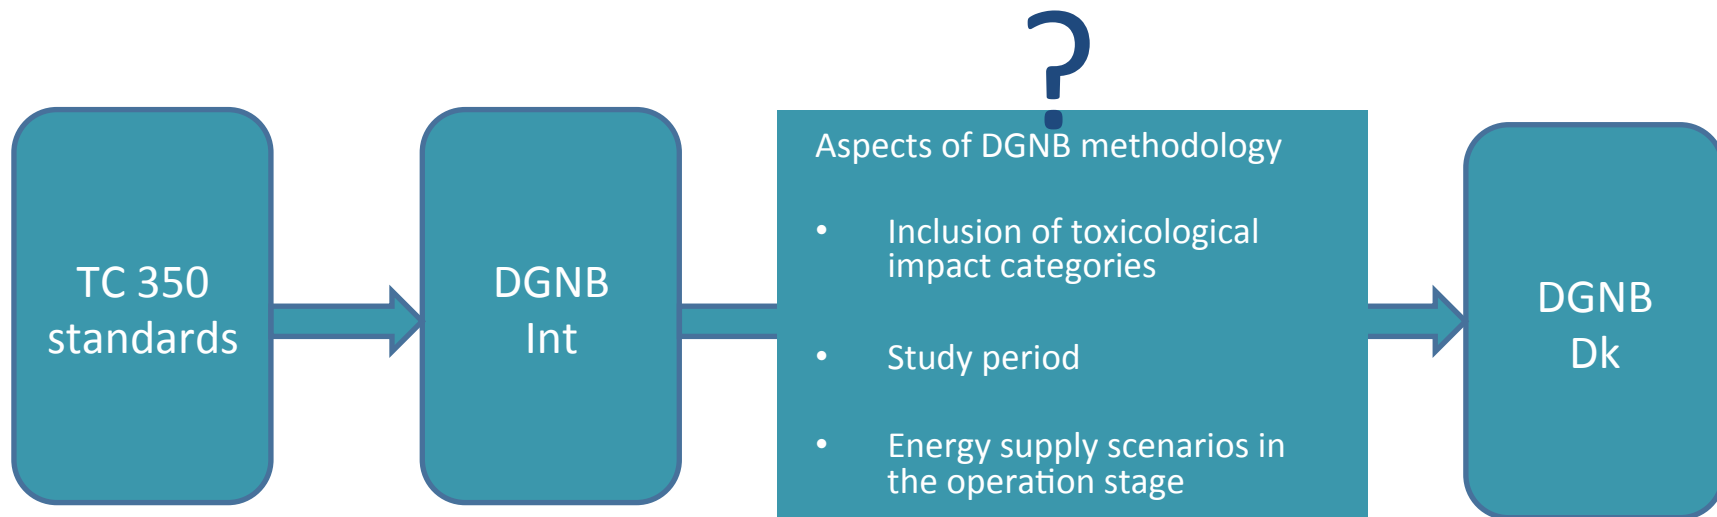 ?
TC 350
standards
DGNB
Int
Aspects of DGNB methodology
• Inclusion of toxicological
impact categories
• Study period
• Energy supply scenarios in
the operation stage
DGNB
Dk